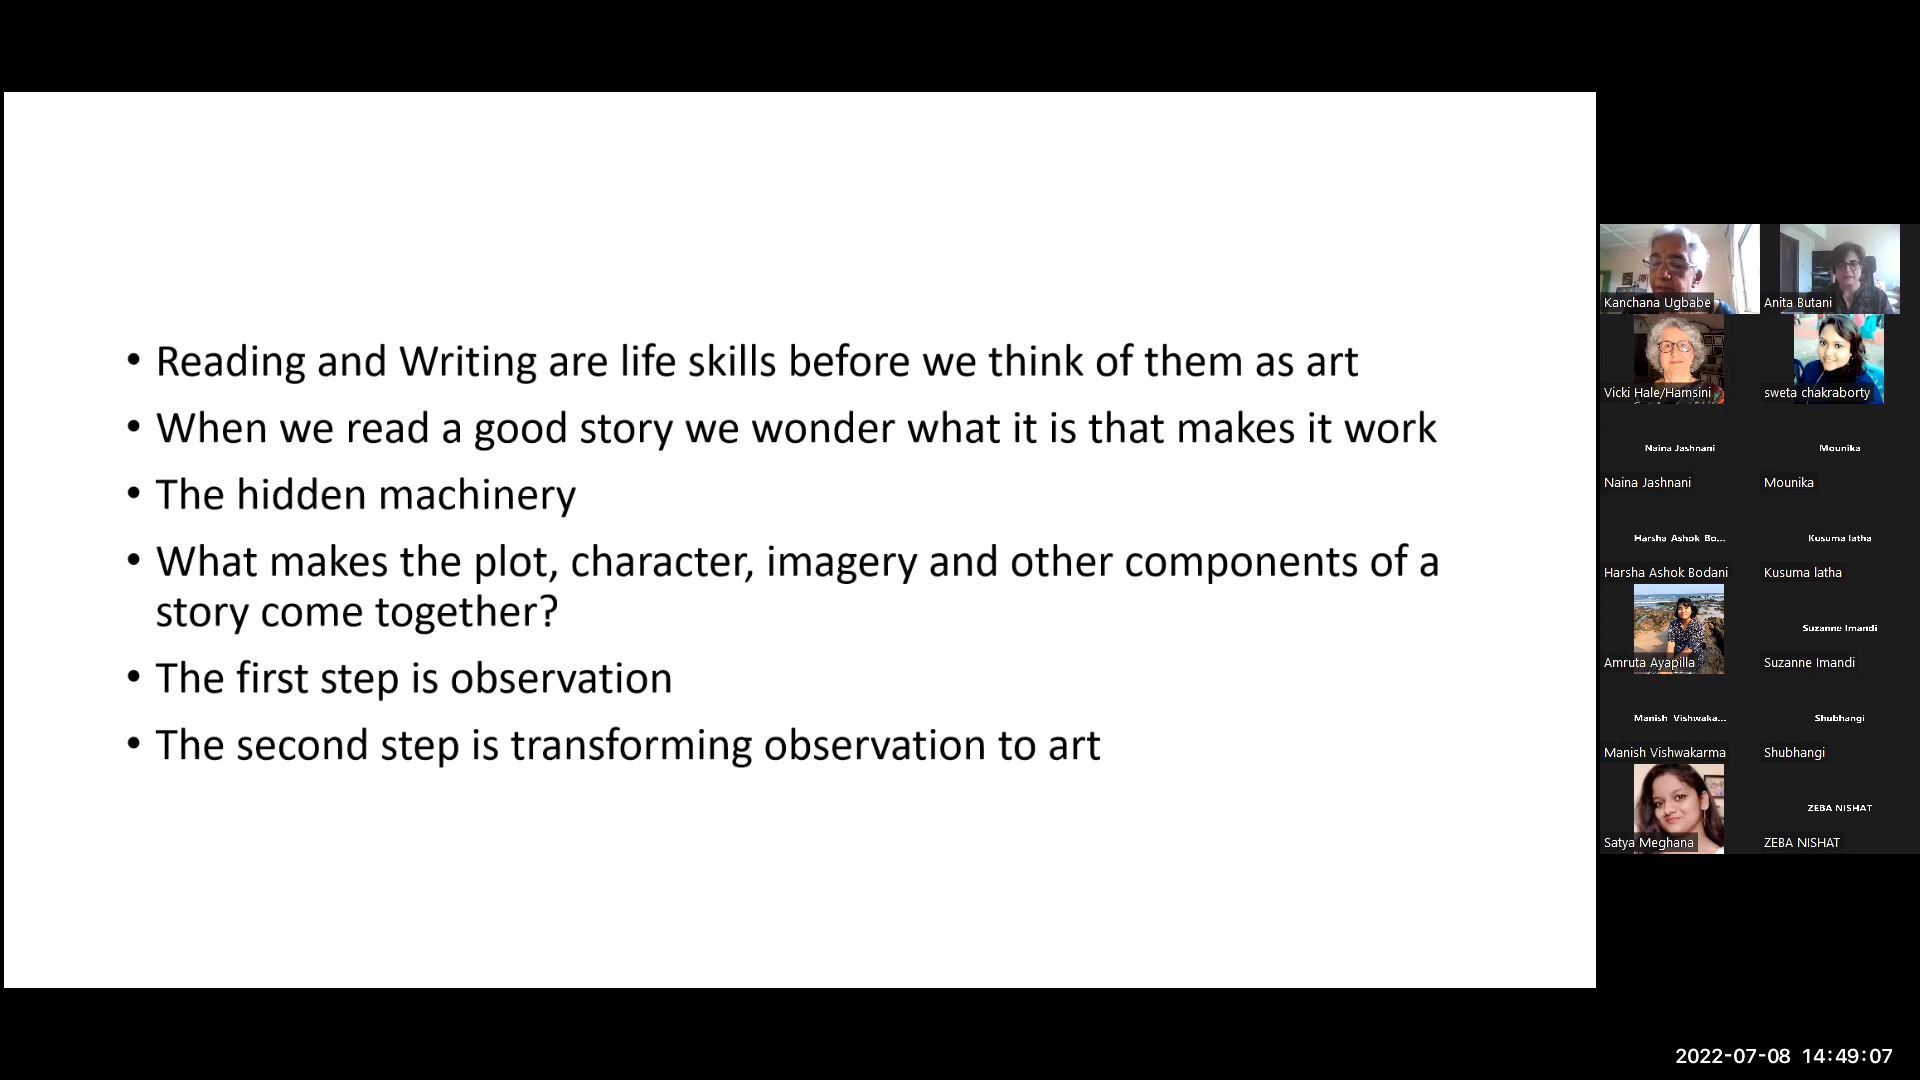 • Reading and Writing are life skills before we think of them as art
• When we read a good story we wonder what it is that makes it work
• The hidden machinery
• What makes the plot, character, imagery and other components of a
story come together?
• The first step is observation
• The second step is transforming observation to art
Kanchana Ugbabe
Anita Butani
Vicki Hale/Hamsini
sweta chakraborty
Naina Jashnani
Mounika
Naina Jashnani
Mounika
Harsha Ashok Bo...
Kusuma latha
Harsha Ashok Bodani
Kusuma latha
Amruta Ayapilla
Suzanne Imandi
Suzanne Imandi
Manish Vishwaka...
Shubhangi
Manish Vishwakarma
Shubhangi
Satya Meghana
ZEBA NISHAT
ZEBA NISHAT
2022-07-08 14:49:07